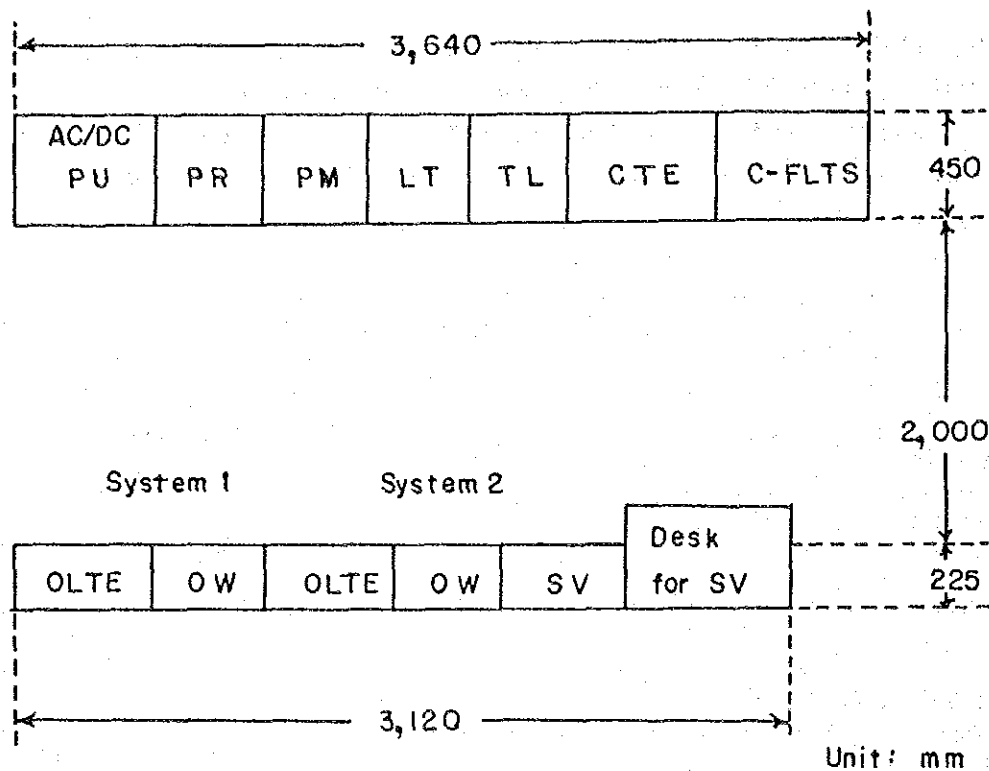 3,640
AC/DC
PU
PR
PM
LT
TL
CTE
C-FLTS
450
2,000
System 1
System 2
Desk
for SV
OLTE
OW
OLTE
OW
SV
225
3,120
Unit: mm